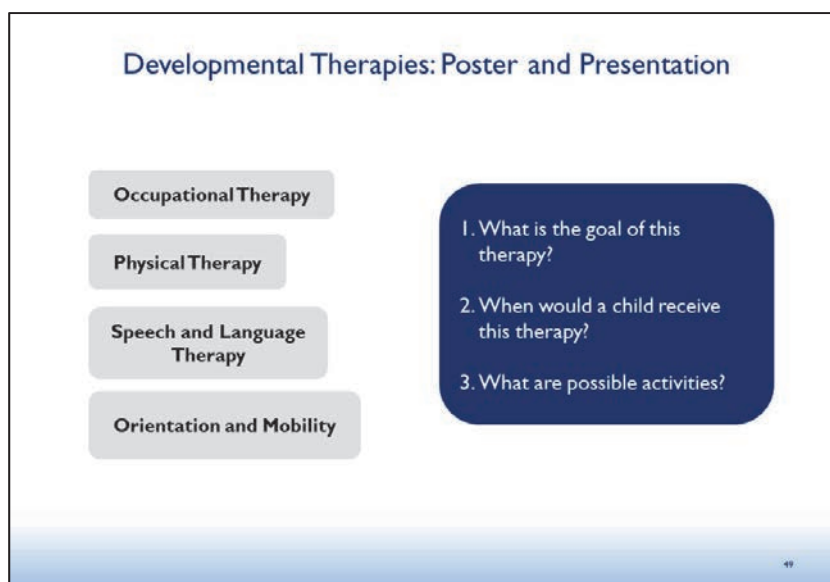 Developmental Therapies: Poster and Presentation
Occupational Therapy
Physical Therapy
Speech and Language
Therapy
Orientation and Mobility
1. What is the goal of this
therapy?
2. When would a child receive
this therapy?
3. What are possible activities?
49